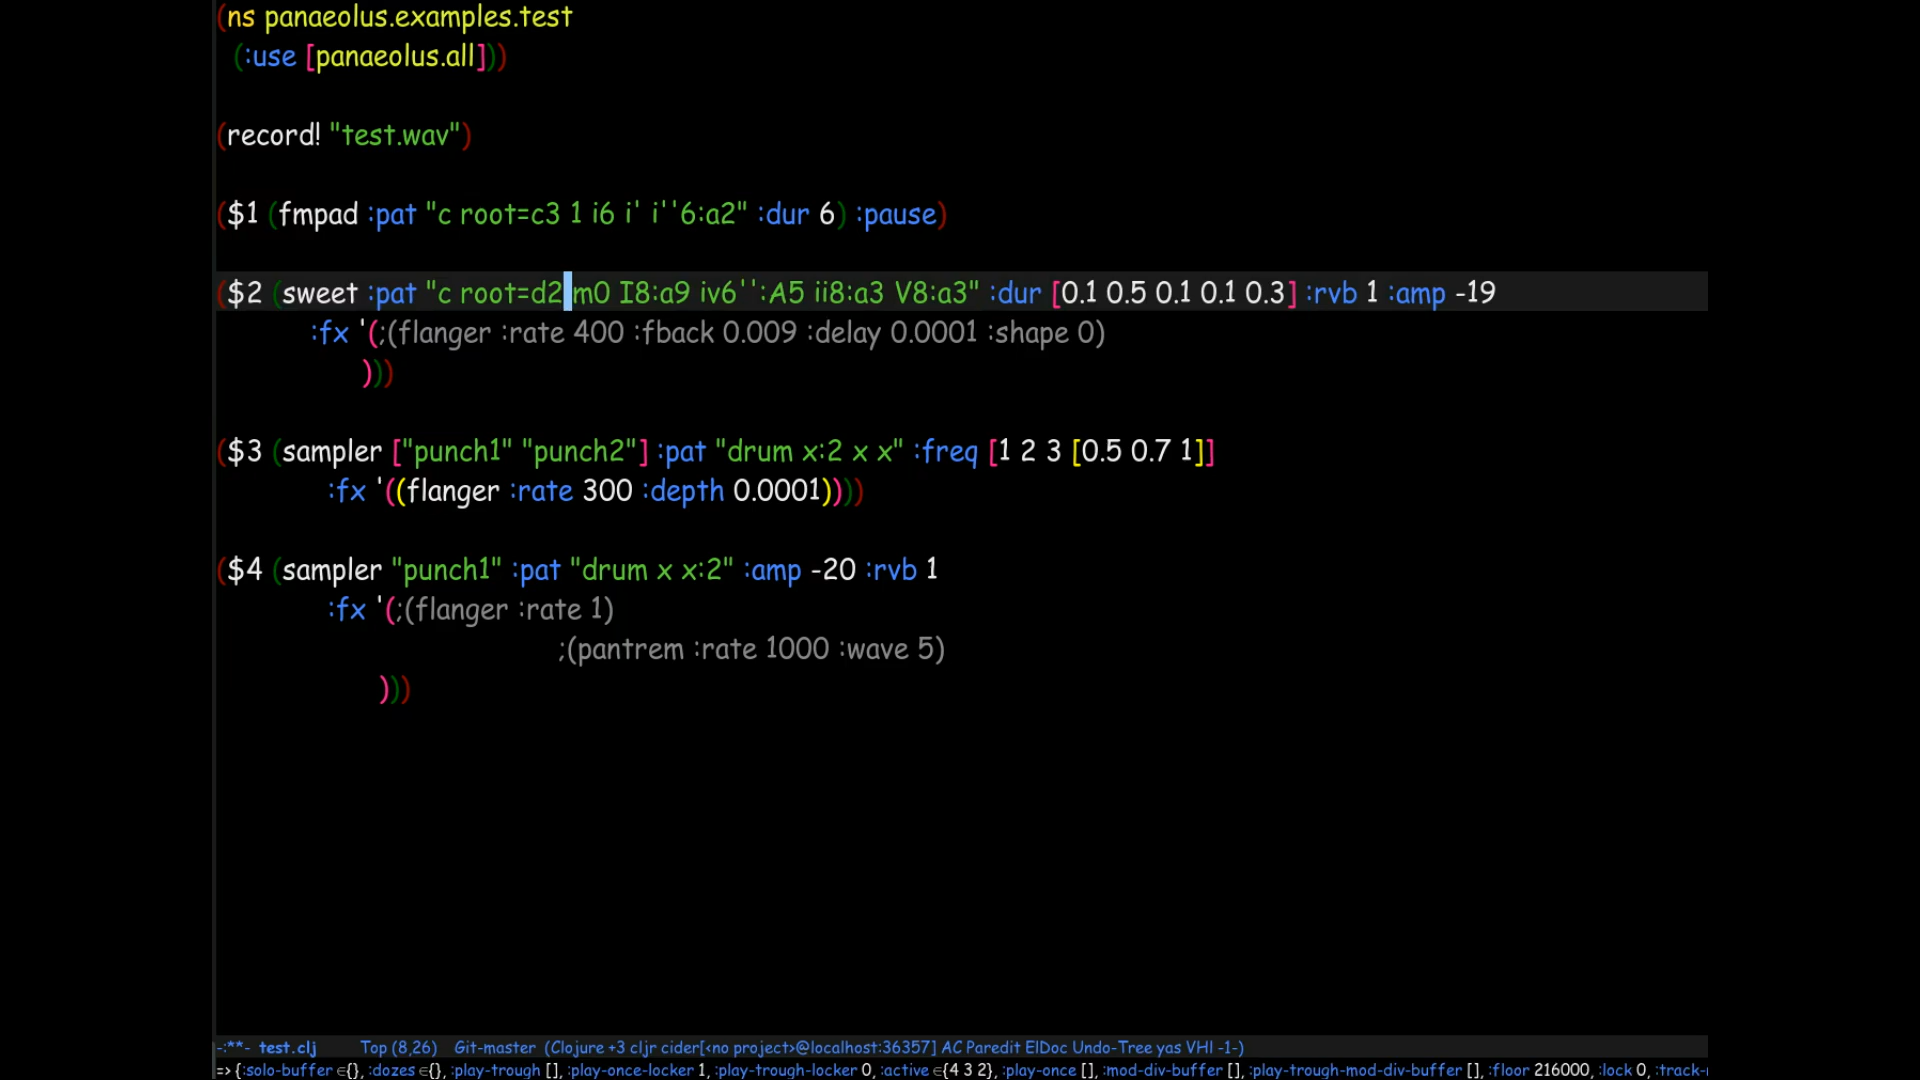 (ns panaeolus.examples.test
(:use [panaeolus.all]))
(record! "test.wav")
($1 (fmpad :pat "c root=c3 1 i6 i' i''6:a2" :dur 6) :pause)
($2 (sweet :pat "c root=d2 m0 I8:a9 iv6'':A5 ii8:a3 V8:a3" :dur [0.1 0.5 0.1 0.1 0.3] :rvb 1 :amp -19
:fx '(;(flanger :rate 400 :fback 0.009 :delay 0.0001 :shape 0)
)))
($3 (sampler ["punch1" "punch2"] :pat "drum x:2 x x" :freq [1 2 3 [0.5 0.7 1]]
:fx '((flanger :rate 300 :depth 0.0001))))
($4 (sampler "punch1" :pat "drum x x:2" :amp -20 :rvb 1
:fx '(;(flanger :rate 1)
;(pantrem :rate 1000 :wave 5)
)))
-:**- test.clj Top (8,26) Git-master (Clojure +3 cljr cider[<no project>@localhost:36357] AC Paredit ElDoc Undo-Tree yas VHI -1-)
=> {:solo-buffer ∈{}, :dozes ∈{}, :play-trough [], :play-once-locker 1, :play-trough-locker 0, :active ∈{4 3 2}, :play-once [], :mod-div-buffer [], :play-trough-mod-div-buffer [], :floor 216000, :lock 0, :track-